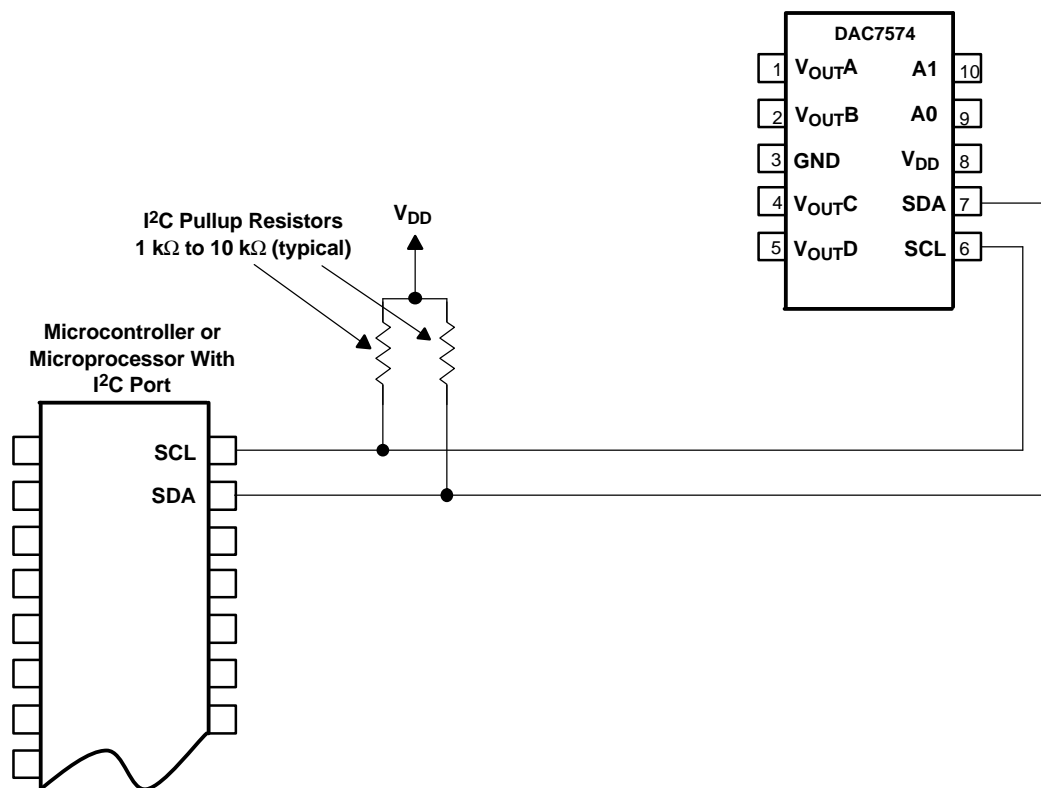 DAC7574
1 VOUTA A1 10
2 VOUTB A0 9
3 GND VDD 8
4 VOUTC SDA 7
5 VOUTD SCL 6
I2C Pullup Resistors
1 kΩ to 10 kΩ (typical)
VDD
Microcontroller or
Microprocessor With
I2C Port
SCL
SDA